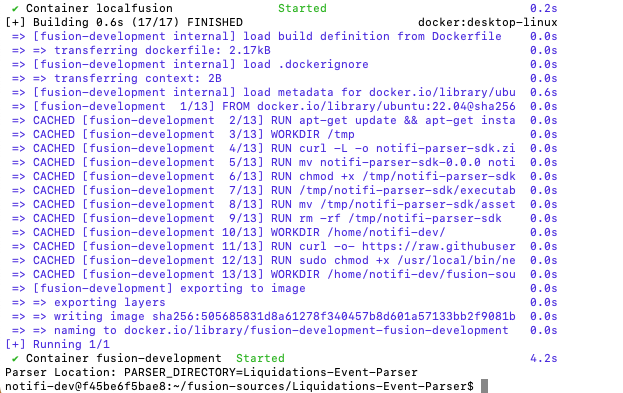 ✔ Container localfusion Started 0.2s
[+] Building 0.6s (17/17) FINISHED docker:desktop-linux
=> [fusion-development internal] load build definition from Dockerfile 0.0s
=> => transferring dockerfile: 2.17kB 0.0s
=> [fusion-development internal] load .dockerignore 0.0s
=> => transferring context: 2B 0.0s
=> [fusion-development internal] load metadata for docker.io/library/ubu 0.6s
=> [fusion-development 1/13] FROM docker.io/library/ubuntu:22.04@sha256 0.0s
=> CACHED [fusion-development 2/13] RUN apt-get update && apt-get insta 0.0s
=> CACHED [fusion-development 3/13] WORKDIR /tmp 0.0s
=> CACHED [fusion-development 4/13] RUN curl -L -o notifi-parser-sdk.zi 0.0s
=> CACHED [fusion-development 5/13] RUN mv notifi-parser-sdk-0.0.0 noti 0.0s
=> CACHED [fusion-development 6/13] RUN chmod +x /tmp/notifi-parser-sdk 0.0s
=> CACHED [fusion-development 7/13] RUN /tmp/notifi-parser-sdk/executab 0.0s
=> CACHED [fusion-development 8/13] RUN mv /tmp/notifi-parser-sdk/asset 0.0s
=> CACHED [fusion-development 9/13] RUN rm -rf /tmp/notifi-parser-sdk 0.0s
=> CACHED [fusion-development 10/13] WORKDIR /home/notifi-dev/ 0.0s
=> CACHED [fusion-development 11/13] RUN curl -o- https://raw.githubuser 0.0s
=> CACHED [fusion-development 12/13] RUN sudo chmod +x /usr/local/bin/ne 0.0s
=> CACHED [fusion-development 13/13] WORKDIR /home/notifi-dev/fusion-sou 0.0s
=> [fusion-development] exporting to image 0.0s
=> => exporting layers 0.0s
=> => writing image sha256:505685831d8a61278f340457b8d601a57133bb2f9081b 0.0s
=> => naming to docker.io/library/fusion-development-fusion-development 0.0s
[+] Running 1/1
✔ Container fusion-development Started 4.2s
Parser Location: PARSER_DIRECTORY=Liquidations-Event-Parser
notifi-dev@f45be6f5bae8:~/fusion-sources/Liquidations-Event-Parser$